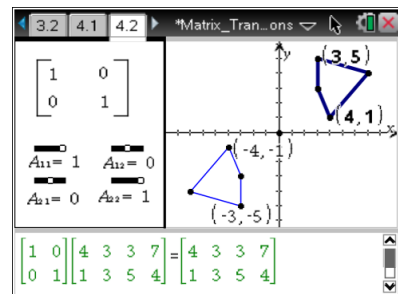 3.2 4.1 4.2 *Matrix_Tran…ons
1 0
0 1
A11= 1 A12= 0
A21= 0 A22= 1
y
(3,5)
(4,1)
x
(-4,-1)
(-3,-5)
[1 0][4 3 3 7]=[4 3 3 7]
[0 1][1 3 5 4] [1 3 5 4]